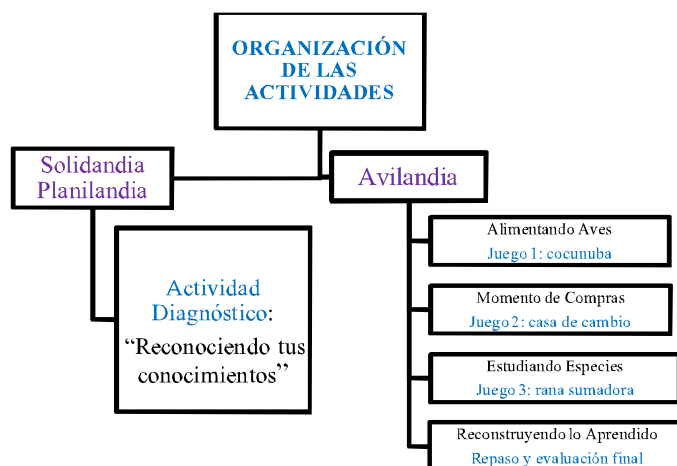 ORGANIZACIÓN
DE LAS
ACTIVIDADES
Solidandia
Planilandia
Actividad
Diagnóstico:
“Reconociendo tus
conocimientos”
Avilandia
Alimentando Aves
Juego 1: cocunuba
Momento de Compras
Juego 2: casa de cambio
Estudiando Especies
Juego 3: rana sumadora
Reconstruyendo lo Aprendido
Repaso y evaluación final